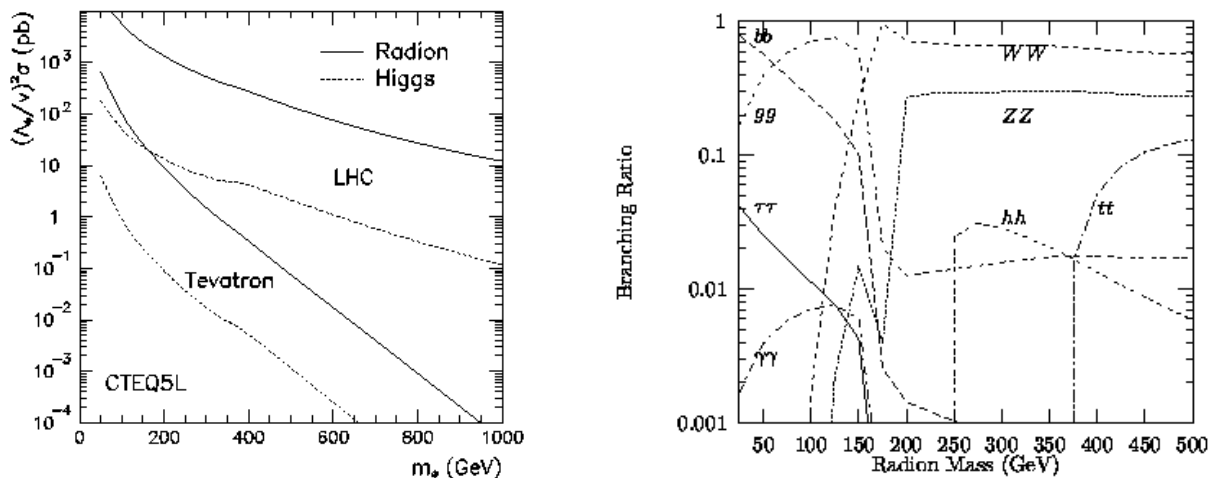 (Λφ/v)²σ (pb)
10³
10²
10
1
10⁻¹
10⁻²
10⁻³
10⁻⁴
Radion
Higgs
LHC
Tevatron
CTEQ5L
0 200 400 600 800 1000
mφ (GeV)
Branching Ratio
1
0.1
0.01
0.001
bb
WW
gg
ZZ
ττ
hh
tt
γγ
50 100 150 200 250 300 350 400 450 500
Radion Mass (GeV)